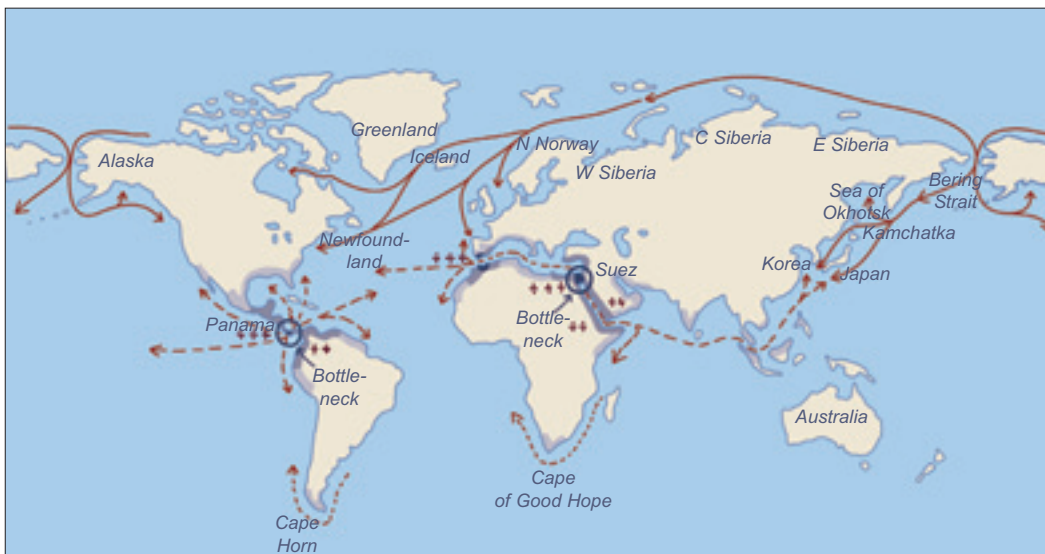 Greenland
C Siberia
N Norway
E Siberia
Alaska
Iceland
W Siberia
Bering
Strait
Sea of
Okhotsk
Kamchatka
Newfound-
land
Korea
Japan
Suez
Panama
Bottle-
neck
Bottle-
neck
Australia
Cape
of Good Hope
Cape
Horn